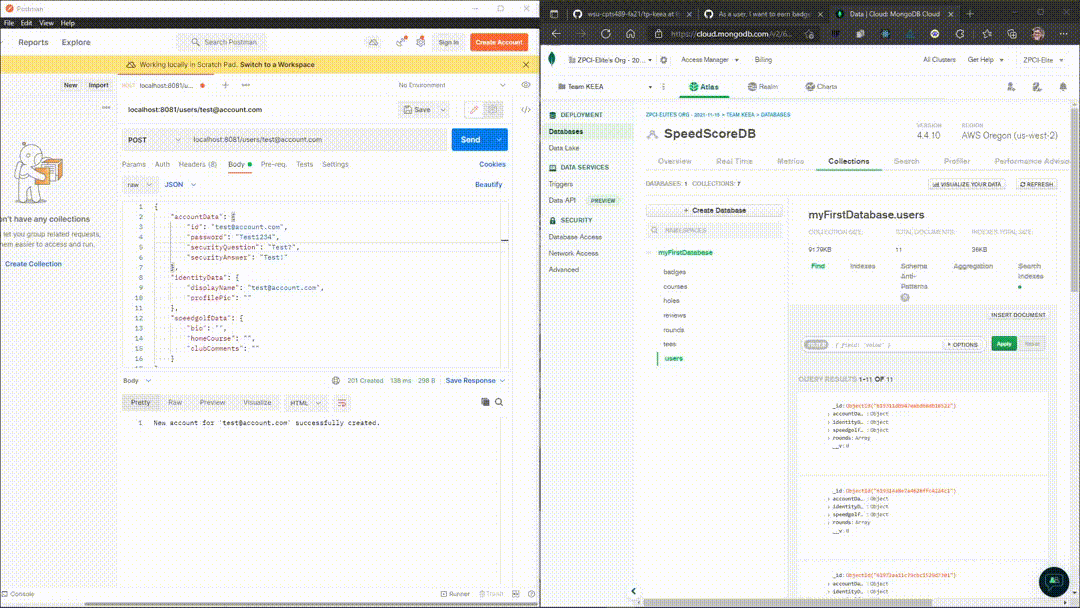 Postman
File Edit View Help
Reports Explore
Search Postman
Sign In
Create Account
Working locally in Scratch Pad. Switch to a Workspace
New Import
POST localhost:8081/us...
No Environment
localhost:8081/users/test@account.com
Save
POST
localhost:8081/users/test@account.com
Send
Params Auth Headers (8) Body Pre-req. Tests Settings
Cookies
raw JSON
Beautify
1 {
2 "accountData": {
3 "id": "test@account.com",
4 "password": "Test1234",
5 "securityQuestion": "Test?",
6 "securityAnswer": "Test!"
7 },
8 "identityData": {
9 "displayName": "test@account.com",
10 "profilePic": ""
11 },
12 "speedgolfData": {
13 "bio": "",
14 "homeCourse": "",
15 "clubComments": ""
16 }
n't have any collections
let you group related requests,
hem easier to access and run.
Create Collection
Body
201 Created 138 ms 298 B Save Response
Pretty Raw Preview Visualize HTML
1 New account for 'test@account.com' successfully created.
Console
Runner Trash
wsu-cpts489-fa21/tp-keea at
As a user, I want to earn badge
Data | Cloud: MongoDB Cloud
https://cloud.mongodb.com/v2/6...
ZPCI-Elite's Org - 20...
Access Manager
Billing
All Clusters
Get Help
ZPCI-Elite
Team KEEA
Atlas
Realm
Charts
DEPLOYMENT
Databases
Data Lake
DATA SERVICES
Triggers
Data API PREVIEW
SECURITY
Database Access
Network Access
Advanced
ZPCI-ELITE'S ORG - 2021-11-15 > TEAM KEEA > DATABASES
SpeedScoreDB
VERSION
4.4.10
REGION
AWS Oregon (us-west-2)
Overview Real Time Metrics Collections Search Profiler Performance Adviso
DATABASES: 1 COLLECTIONS: 7
VISUALIZE YOUR DATA
REFRESH
+ Create Database
NAMESPACES
myFirstDatabase
badges
courses
holes
reviews
rounds
tees
users
myFirstDatabase.users
COLLECTION SIZE: TOTAL DOCUMENTS: INDEXES TOTAL SIZE:
91.79KB 11 36KB
Find
Indexes
Schema Anti-Patterns
Aggregation
Search Indexes
INSERT DOCUMENT
FILTER { field: 'value' }
OPTIONS
Apply
Reset
QUERY RESULTS 1-11 OF 11
accountDa... :Object
identityD... :Object
speedgolf... :Object
rounds: Array
__v: 0
accountDa... :Object
identityD... :Object
speedgolf... :Object
rounds: Array
__v: 0
accountDa... :Object
identityD... :Object